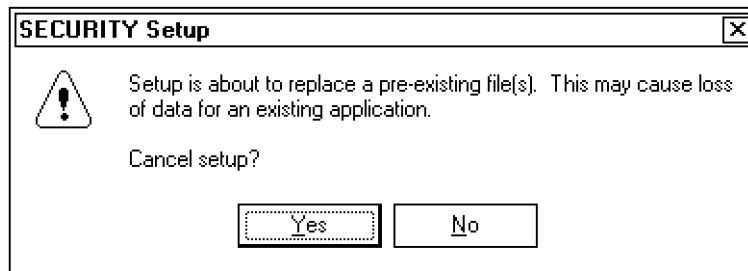 SECURITY Setup
Setup is about to replace a pre-existing file(s). This may cause loss
of data for an existing application.
Cancel setup?
Yes
No